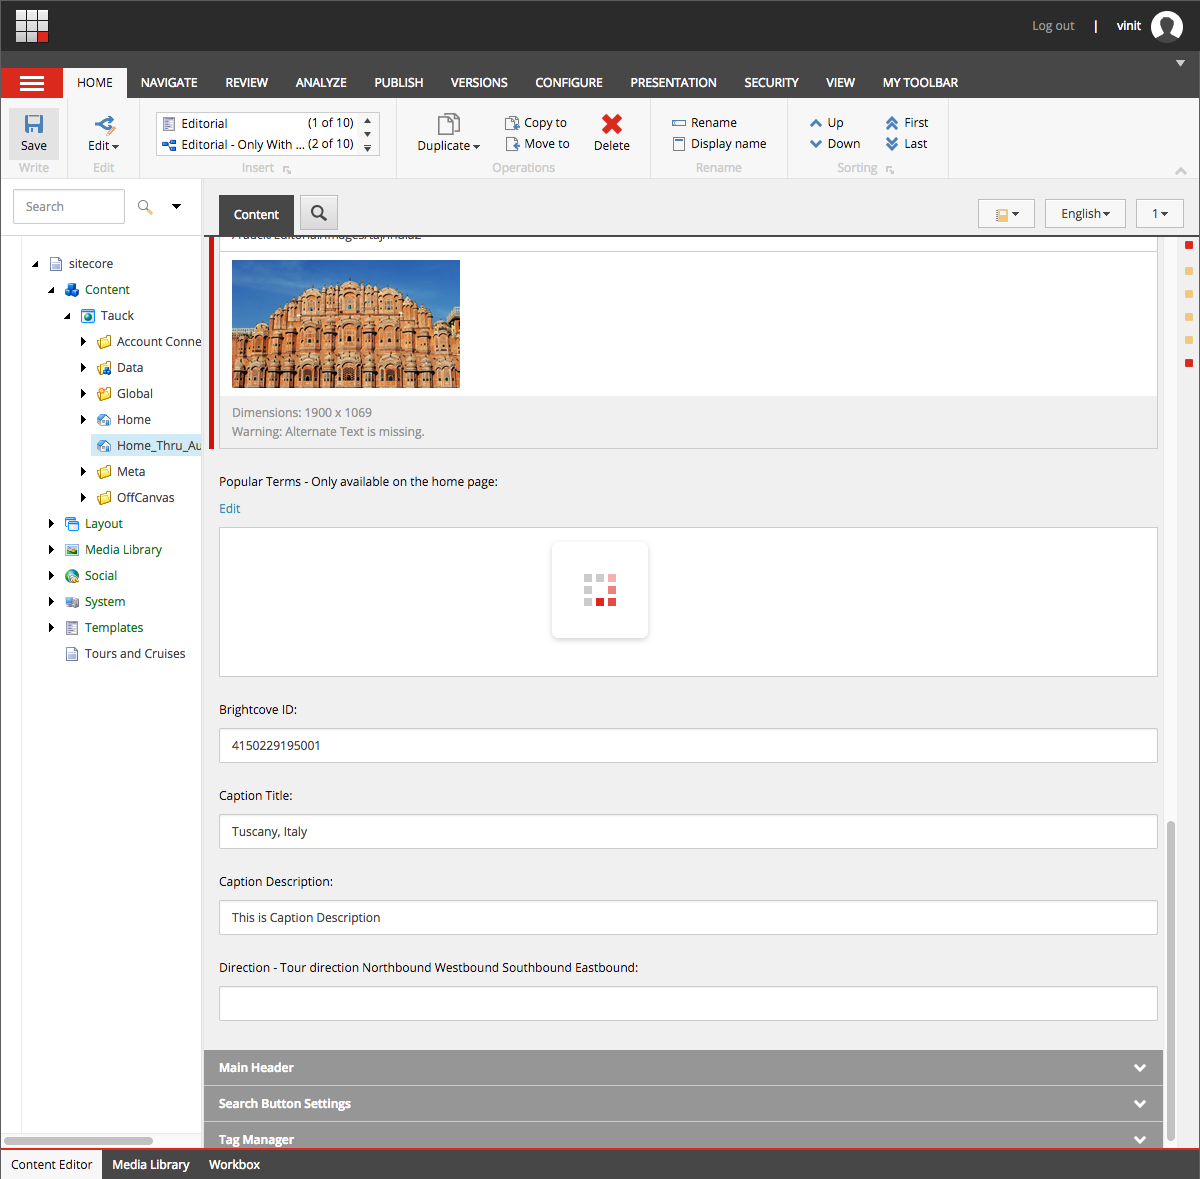 Log out | vinit
HOME NAVIGATE REVIEW ANALYZE PUBLISH VERSIONS CONFIGURE PRESENTATION SECURITY VIEW MY TOOLBAR
Save
Write
Edit
Edit
Editorial (1 of 10)
Editorial - Only With ... (2 of 10)
Insert
Duplicate
Copy to
Move to
Delete
Operations
Rename
Display name
Rename
Up First
Down Last
Sorting
Search
Content
English
1
sitecore
Content
Tauck
Account Conne
Data
Global
Home
Home_Thru_Au
Meta
OffCanvas
Layout
Media Library
Social
System
Templates
Tours and Cruises
Dimensions: 1900 x 1069
Warning: Alternate Text is missing.
Popular Terms - Only available on the home page:
Edit
Brightcove ID:
4150229195001
Caption Title:
Tuscany, Italy
Caption Description:
This is Caption Description
Direction - Tour direction Northbound Westbound Southbound Eastbound:
Main Header
Search Button Settings
Tag Manager
Content Editor Media Library Workbox